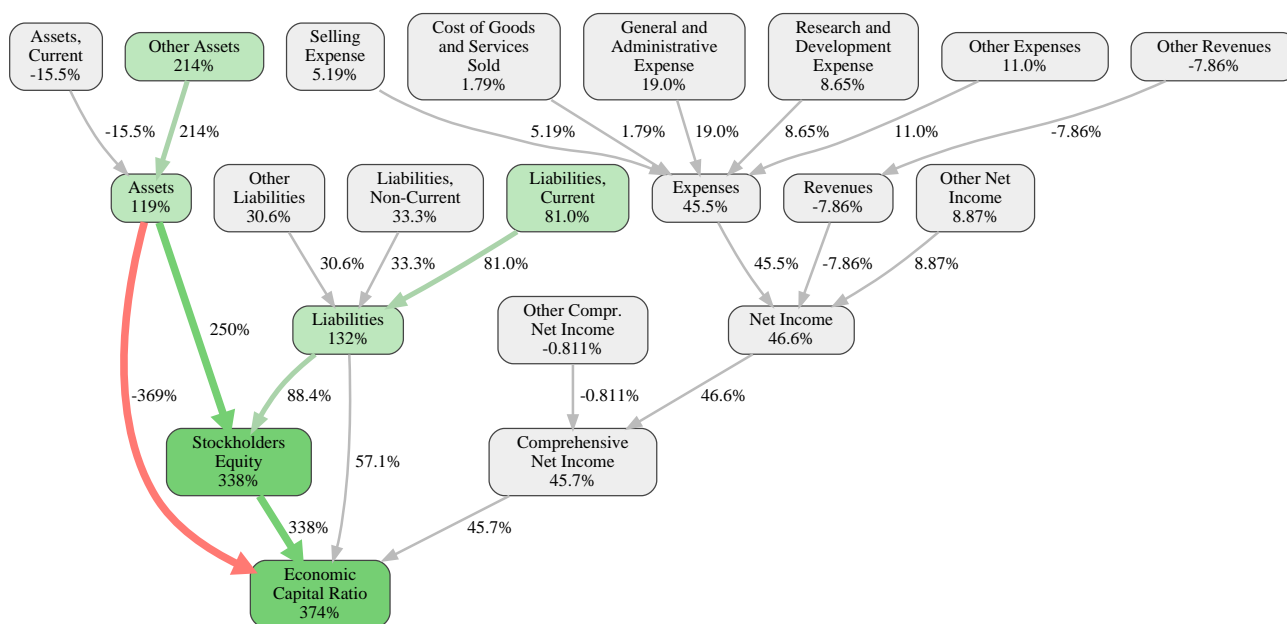 Assets,
Current
-15.5%
Other Assets
214%
Selling
Expense
5.19%
Cost of Goods
and Services
Sold
1.79%
General and
Administrative
Expense
19.0%
Research and
Development
Expense
8.65%
Other Expenses
11.0%
Other Revenues
-7.86%
-15.5%
214%
5.19%
1.79%
19.0%
8.65%
11.0%
-7.86%
Assets
119%
Other
Liabilities
30.6%
Liabilities,
Non-Current
33.3%
Liabilities,
Current
81.0%
Expenses
45.5%
Revenues
-7.86%
Other Net
Income
8.87%
30.6%
33.3%
81.0%
45.5%
-7.86%
8.87%
Liabilities
132%
Other Compr.
Net Income
-0.811%
Net Income
46.6%
250%
-369%
88.4%
-0.811%
46.6%
Stockholders
Equity
338%
57.1%
Comprehensive
Net Income
45.7%
338%
45.7%
Economic
Capital Ratio
374%